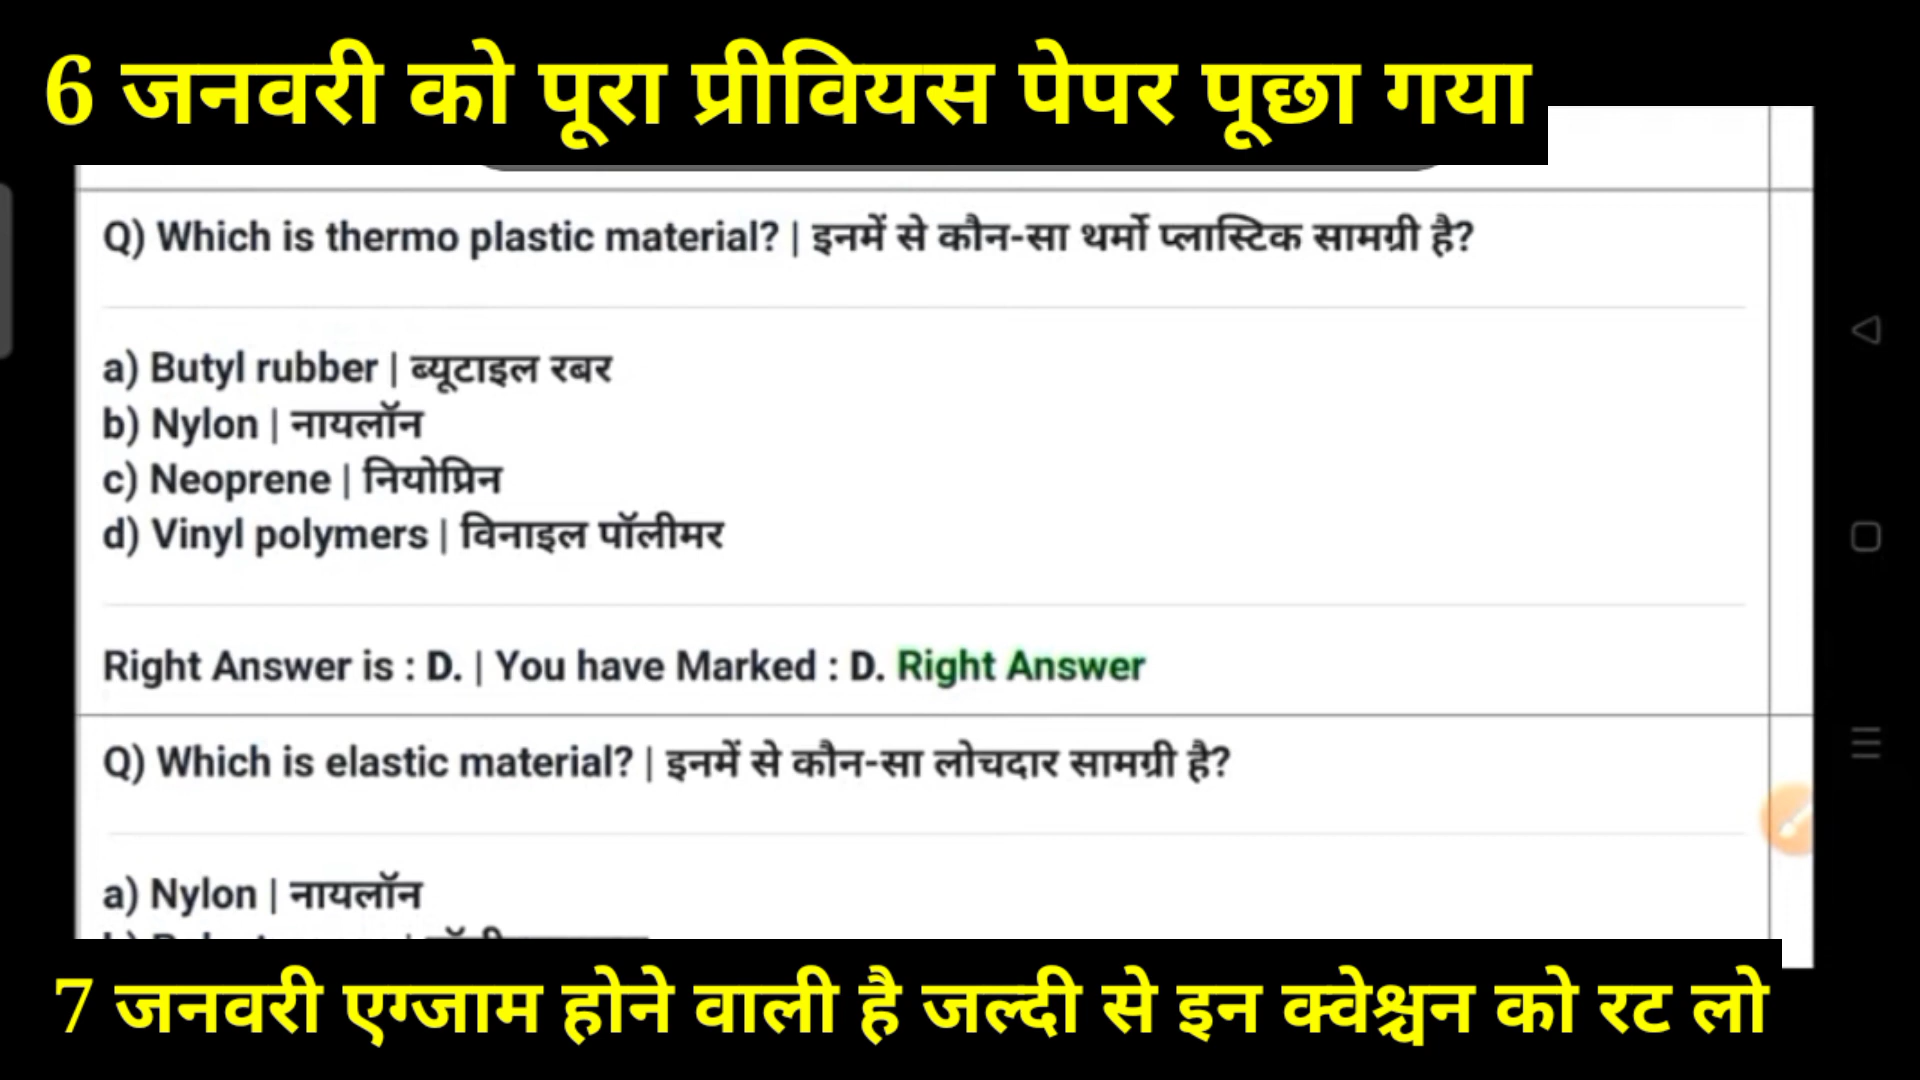 6 जनवरी को पूरा प्रीवियस पेपर पूछा गया
Q) Which is thermo plastic material? | इनमें से कौन-सा थर्मो प्लास्टिक सामग्री है?
a) Butyl rubber | ब्यूटाइल रबर
b) Nylon | नायलॉन
c) Neoprene | नियोप्रिन
d) Vinyl polymers | विनाइल पॉलीमर
Right Answer is : D. | You have Marked : D. Right Answer
Q) Which is elastic material? | इनमें से कौन-सा लोचदार सामग्री है?
a) Nylon | नायलॉन
7 जनवरी एग्जाम होने वाली है जल्दी से इन क्वेश्चन को रट लो